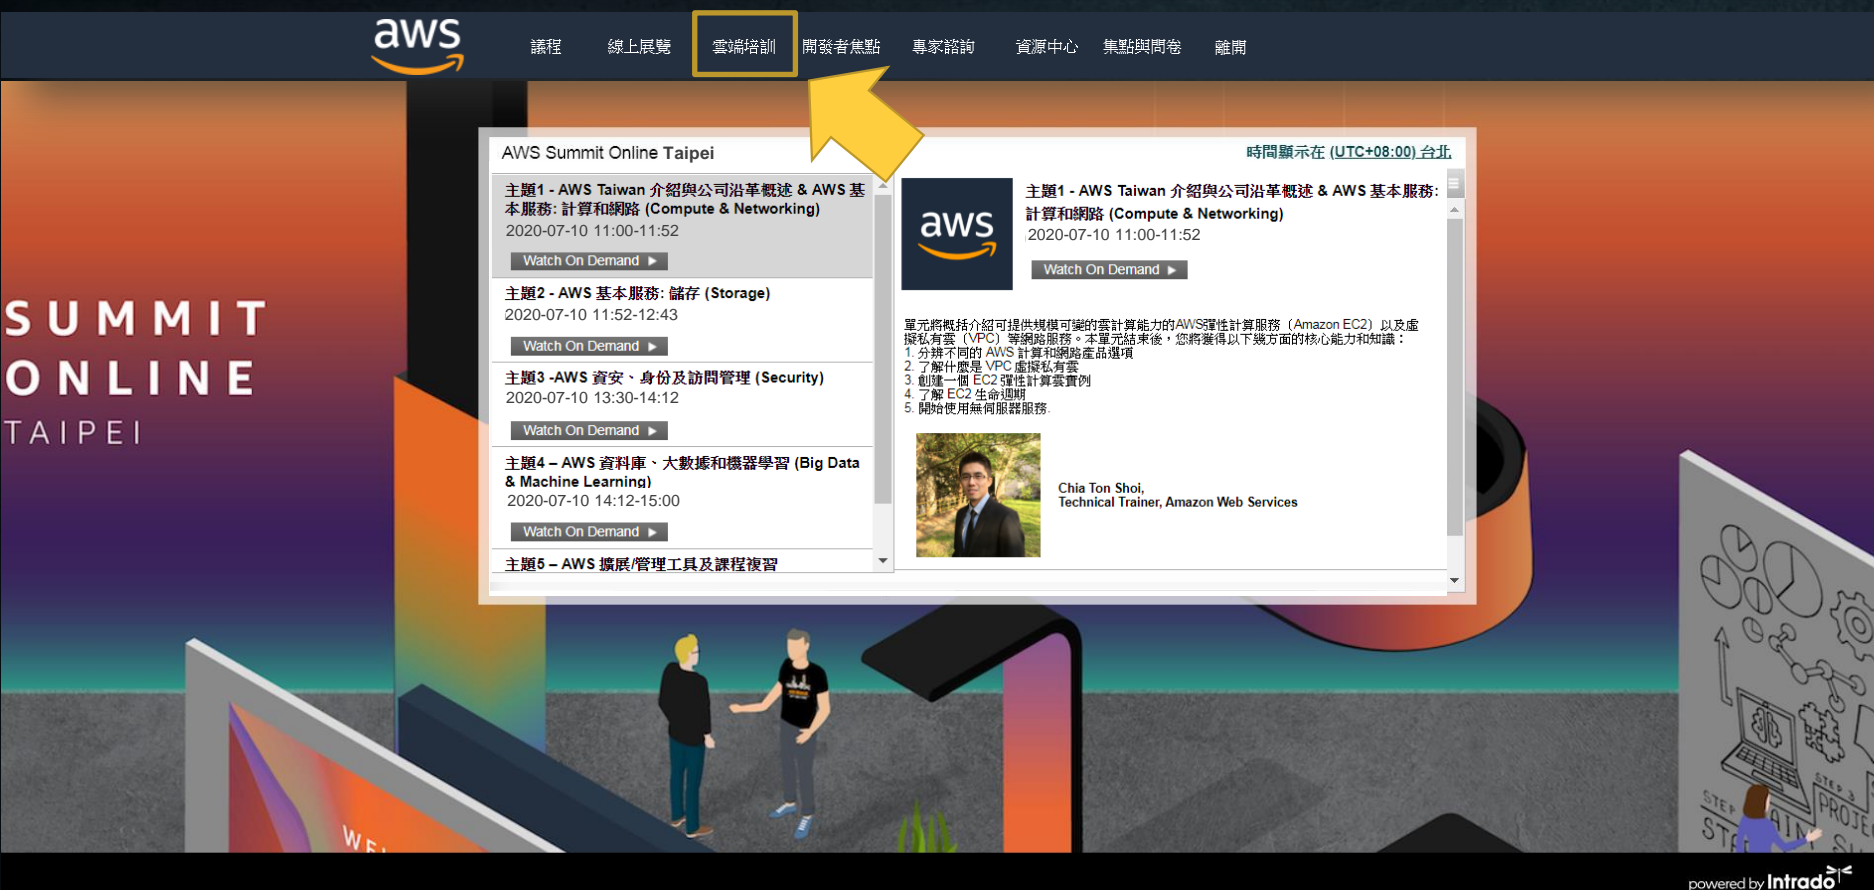 aws
議程 線上展覽 雲端培訓 開發者焦點 專家諮詢 資源中心 集點與問卷 離開
SUMMIT
ONLINE
TAIPEI
AWS Summit Online Taipei
時間顯示在 (UTC+08:00) 台北
主題1 - AWS Taiwan 介紹與公司沿革概述 & AWS 基
本服務: 計算和網路 (Compute & Networking)
2020-07-10 11:00-11:52
Watch On Demand
主題2 - AWS 基本服務: 儲存 (Storage)
2020-07-10 11:52-12:43
Watch On Demand
主題3 -AWS 資安、身份及訪問管理 (Security)
2020-07-10 13:30-14:12
Watch On Demand
主題4 – AWS 資料庫、大數據和機器學習 (Big Data
& Machine Learning)
2020-07-10 14:12-15:00
Watch On Demand
主題5 – AWS 擴展/管理工具及課程複習
aws
主題1 - AWS Taiwan 介紹與公司沿革概述 & AWS 基本服務:
計算和網路 (Compute & Networking)
2020-07-10 11:00-11:52
Watch On Demand
單元將概括介紹可提供規模可變的雲計算能力的AWS彈性計算服務（Amazon EC2）以及虛
擬私有雲（VPC）等網路服務。本單元結束後，您將獲得以下幾方面的核心能力和知識：
1. 分辨不同的 AWS 計算和網路產品選項
2. 了解什麼是 VPC 虛擬私有雲
3. 創建一個 EC2 彈性計算雲實例
4. 了解 EC2 生命週期
5. 開始使用無伺服器服務.
Chia Ton Shoi,
Technical Trainer, Amazon Web Services
STEP 3
STEP
PROJE
powered by Intrado